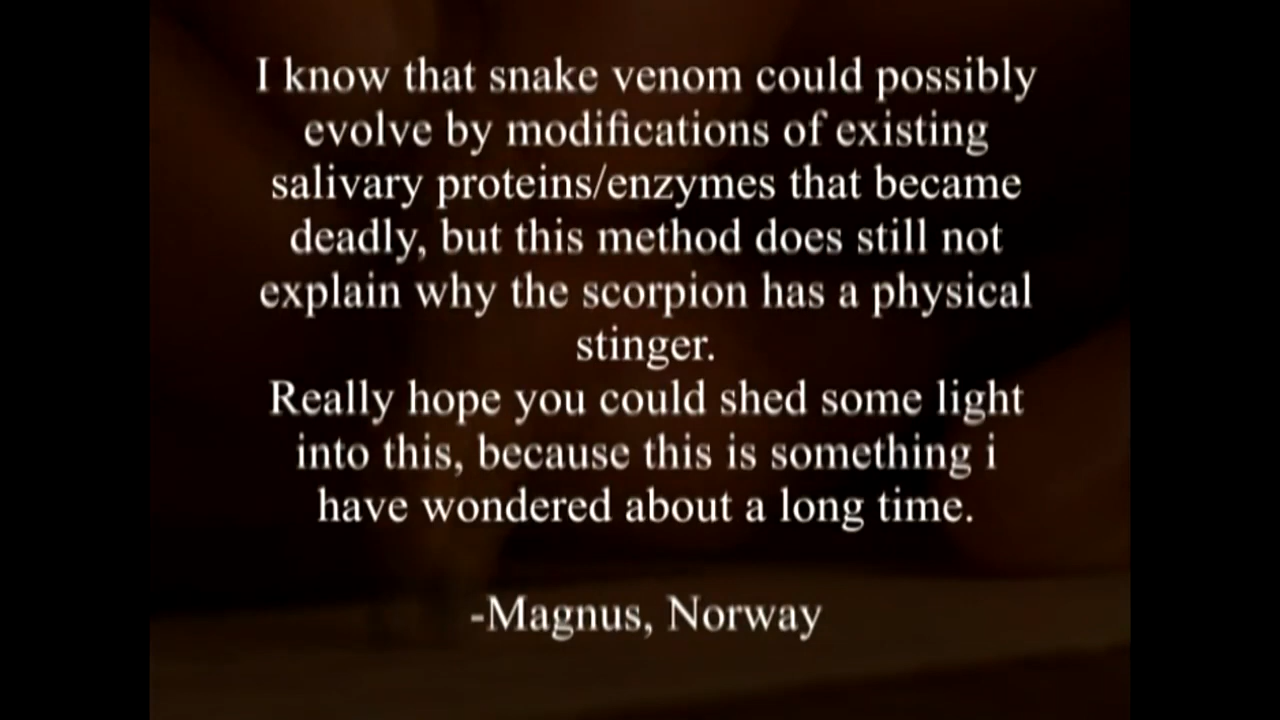 I know that snake venom could possibly
evolve by modifications of existing
salivary proteins/enzymes that became
deadly, but this method does still not
explain why the scorpion has a physical
stinger.
Really hope you could shed some light
into this, because this is something i
have wondered about a long time.
-Magnus, Norway